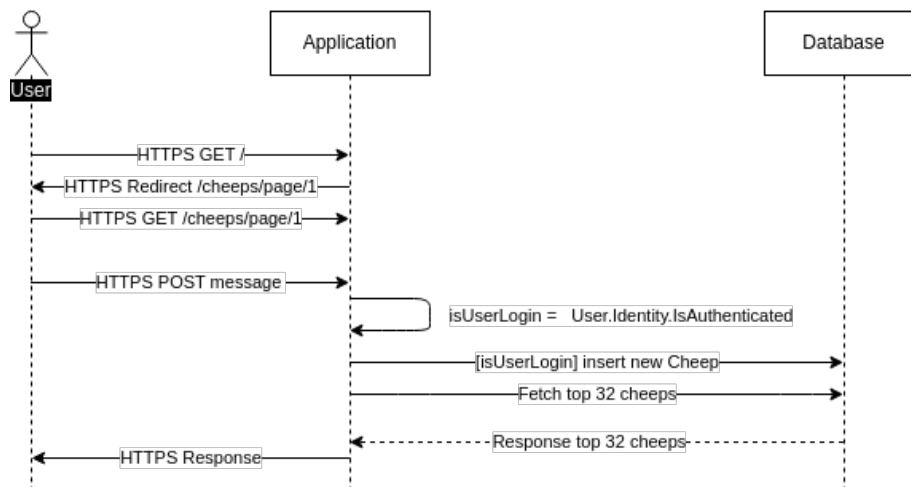 Application
Database
User
HTTPS GET /
HTTPS Redirect /cheeps/page/1
HTTPS GET /cheeps/page/1
HTTPS POST message
isUserLogin = User.Identity.IsAuthenticated
[isUserLogin] insert new Cheep
Fetch top 32 cheeps
Response top 32 cheeps
HTTPS Response